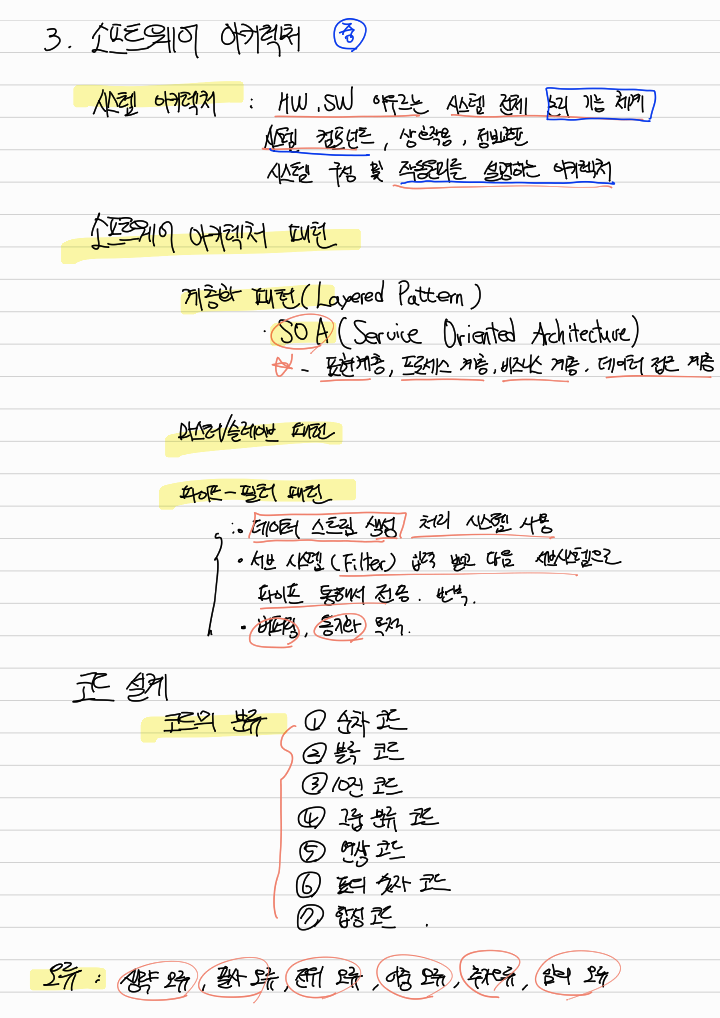 3. 소프트웨어 아키텍처 중
시스템 아키텍처 : HW, SW 아우르는 시스템 전체 논리 기능 체계
시스템 컴포넌트, 상호작용, 정보교환
시스템 구성 및 작동원리를 설명하는 아키텍처
소프트웨어 아키텍처 패턴
계층화 패턴 (Layered Pattern)
· SOA (Service Oriented Architecture)
☆ - 표현계층, 프로세스 계층, 비즈니스 계층, 데이터 접근 계층
마스터/슬레이브 패턴
파이프-필터 패턴
· 데이터 스트림 생성 처리 시스템 사용
· 서브 시스템 (Filter) 입력 받고 다음 서브시스템으로
파이프 통해서 전송. 반복.
· 버퍼링, 동기화 목적.
코드 설계
코드의 분류 ① 순차 코드
② 블록 코드
③ 10진 코드
④ 그룹 분류 코드
⑤ 연상 코드
⑥ 표의 숫자 코드
⑦ 합성 코드.
오류 : 생략 오류, 필사 오류, 전위 오류, 이중 오류, 추가오류, 임의 오류